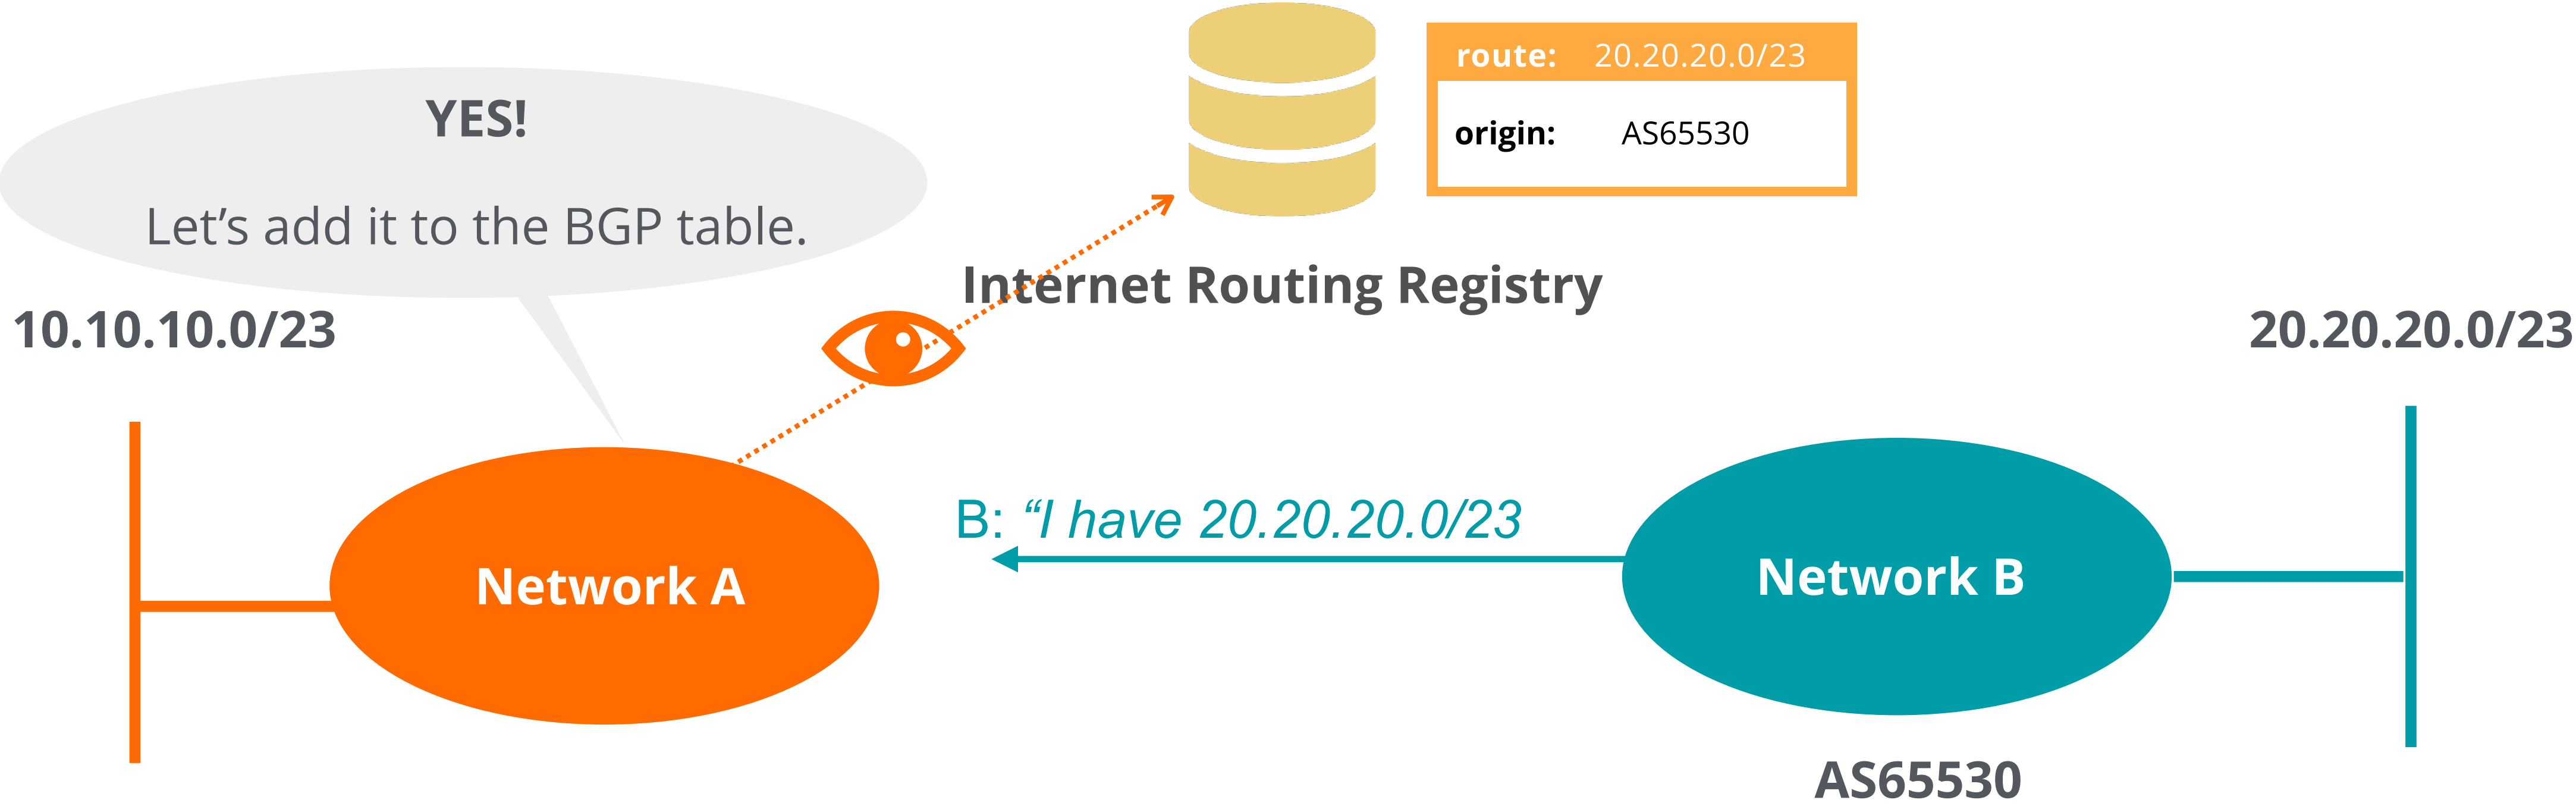 route: 20.20.20.0/23
origin: AS65530
YES!
Let’s add it to the BGP table.
Internet Routing Registry
10.10.10.0/23
20.20.20.0/23
B: “I have 20.20.20.0/23
Network A
Network B
AS65530